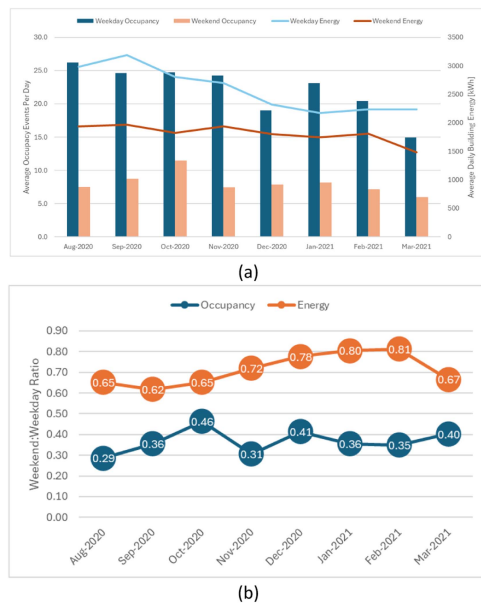 Weekday Occupancy Weekend Occupancy Weekday Energy Weekend Energy
Average Occupancy Events Per Day
30.0
25.0
20.0
15.0
10.0
5.0
0.0
Aug-2020 Sep-2020 Oct-2020 Nov-2020 Dec-2020 Jan-2021 Feb-2021 Mar-2021
3500
3000
2500
2000
1500
1000
500
0
Average Daily Building Energy [kWh]
(a)
Occupancy Energy
Weekend:Weekday Ratio
0.90
0.80
0.70
0.60
0.50
0.40
0.30
0.20
0.10
0.00
0.65 0.62 0.65 0.72 0.78 0.80 0.81 0.67
0.29 0.36 0.46 0.31 0.41 0.36 0.35 0.40
Aug-2020 Sep-2020 Oct-2020 Nov-2020 Dec-2020 Jan-2021 Feb-2021 Mar-2021
(b)